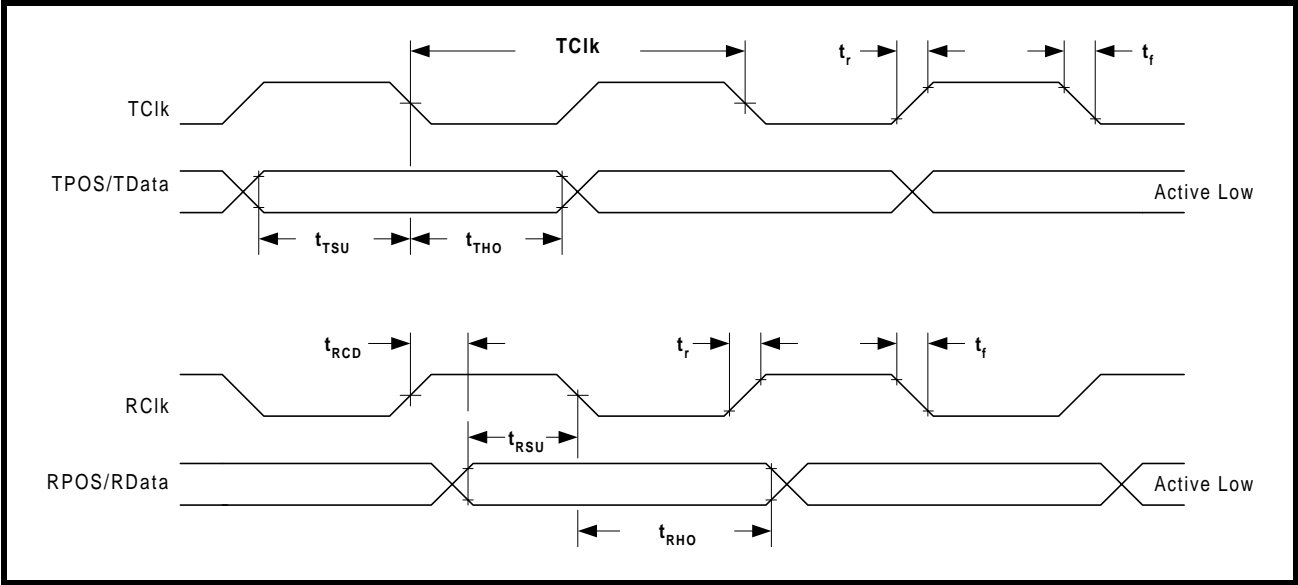 TClk
t_r
t_f
TClk
TPOS/TData
Active Low
t_TSU
t_THO
t_RCD
t_r
t_f
RClk
t_RSU
RPOS/RData
Active Low
t_RHO